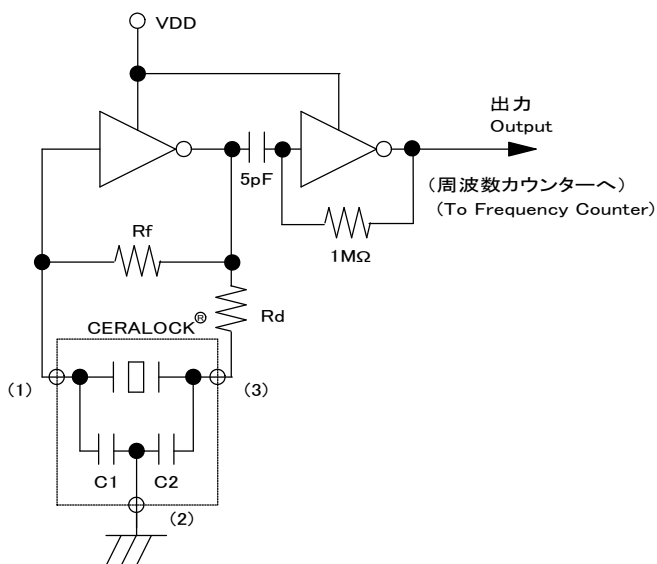 VDD
出力
Output
5pF
(周波数カウンターへ)
(To Frequency Counter)
Rf
1MΩ
Rd
CERALOCK®
(1)
(3)
C1
C2
(2)